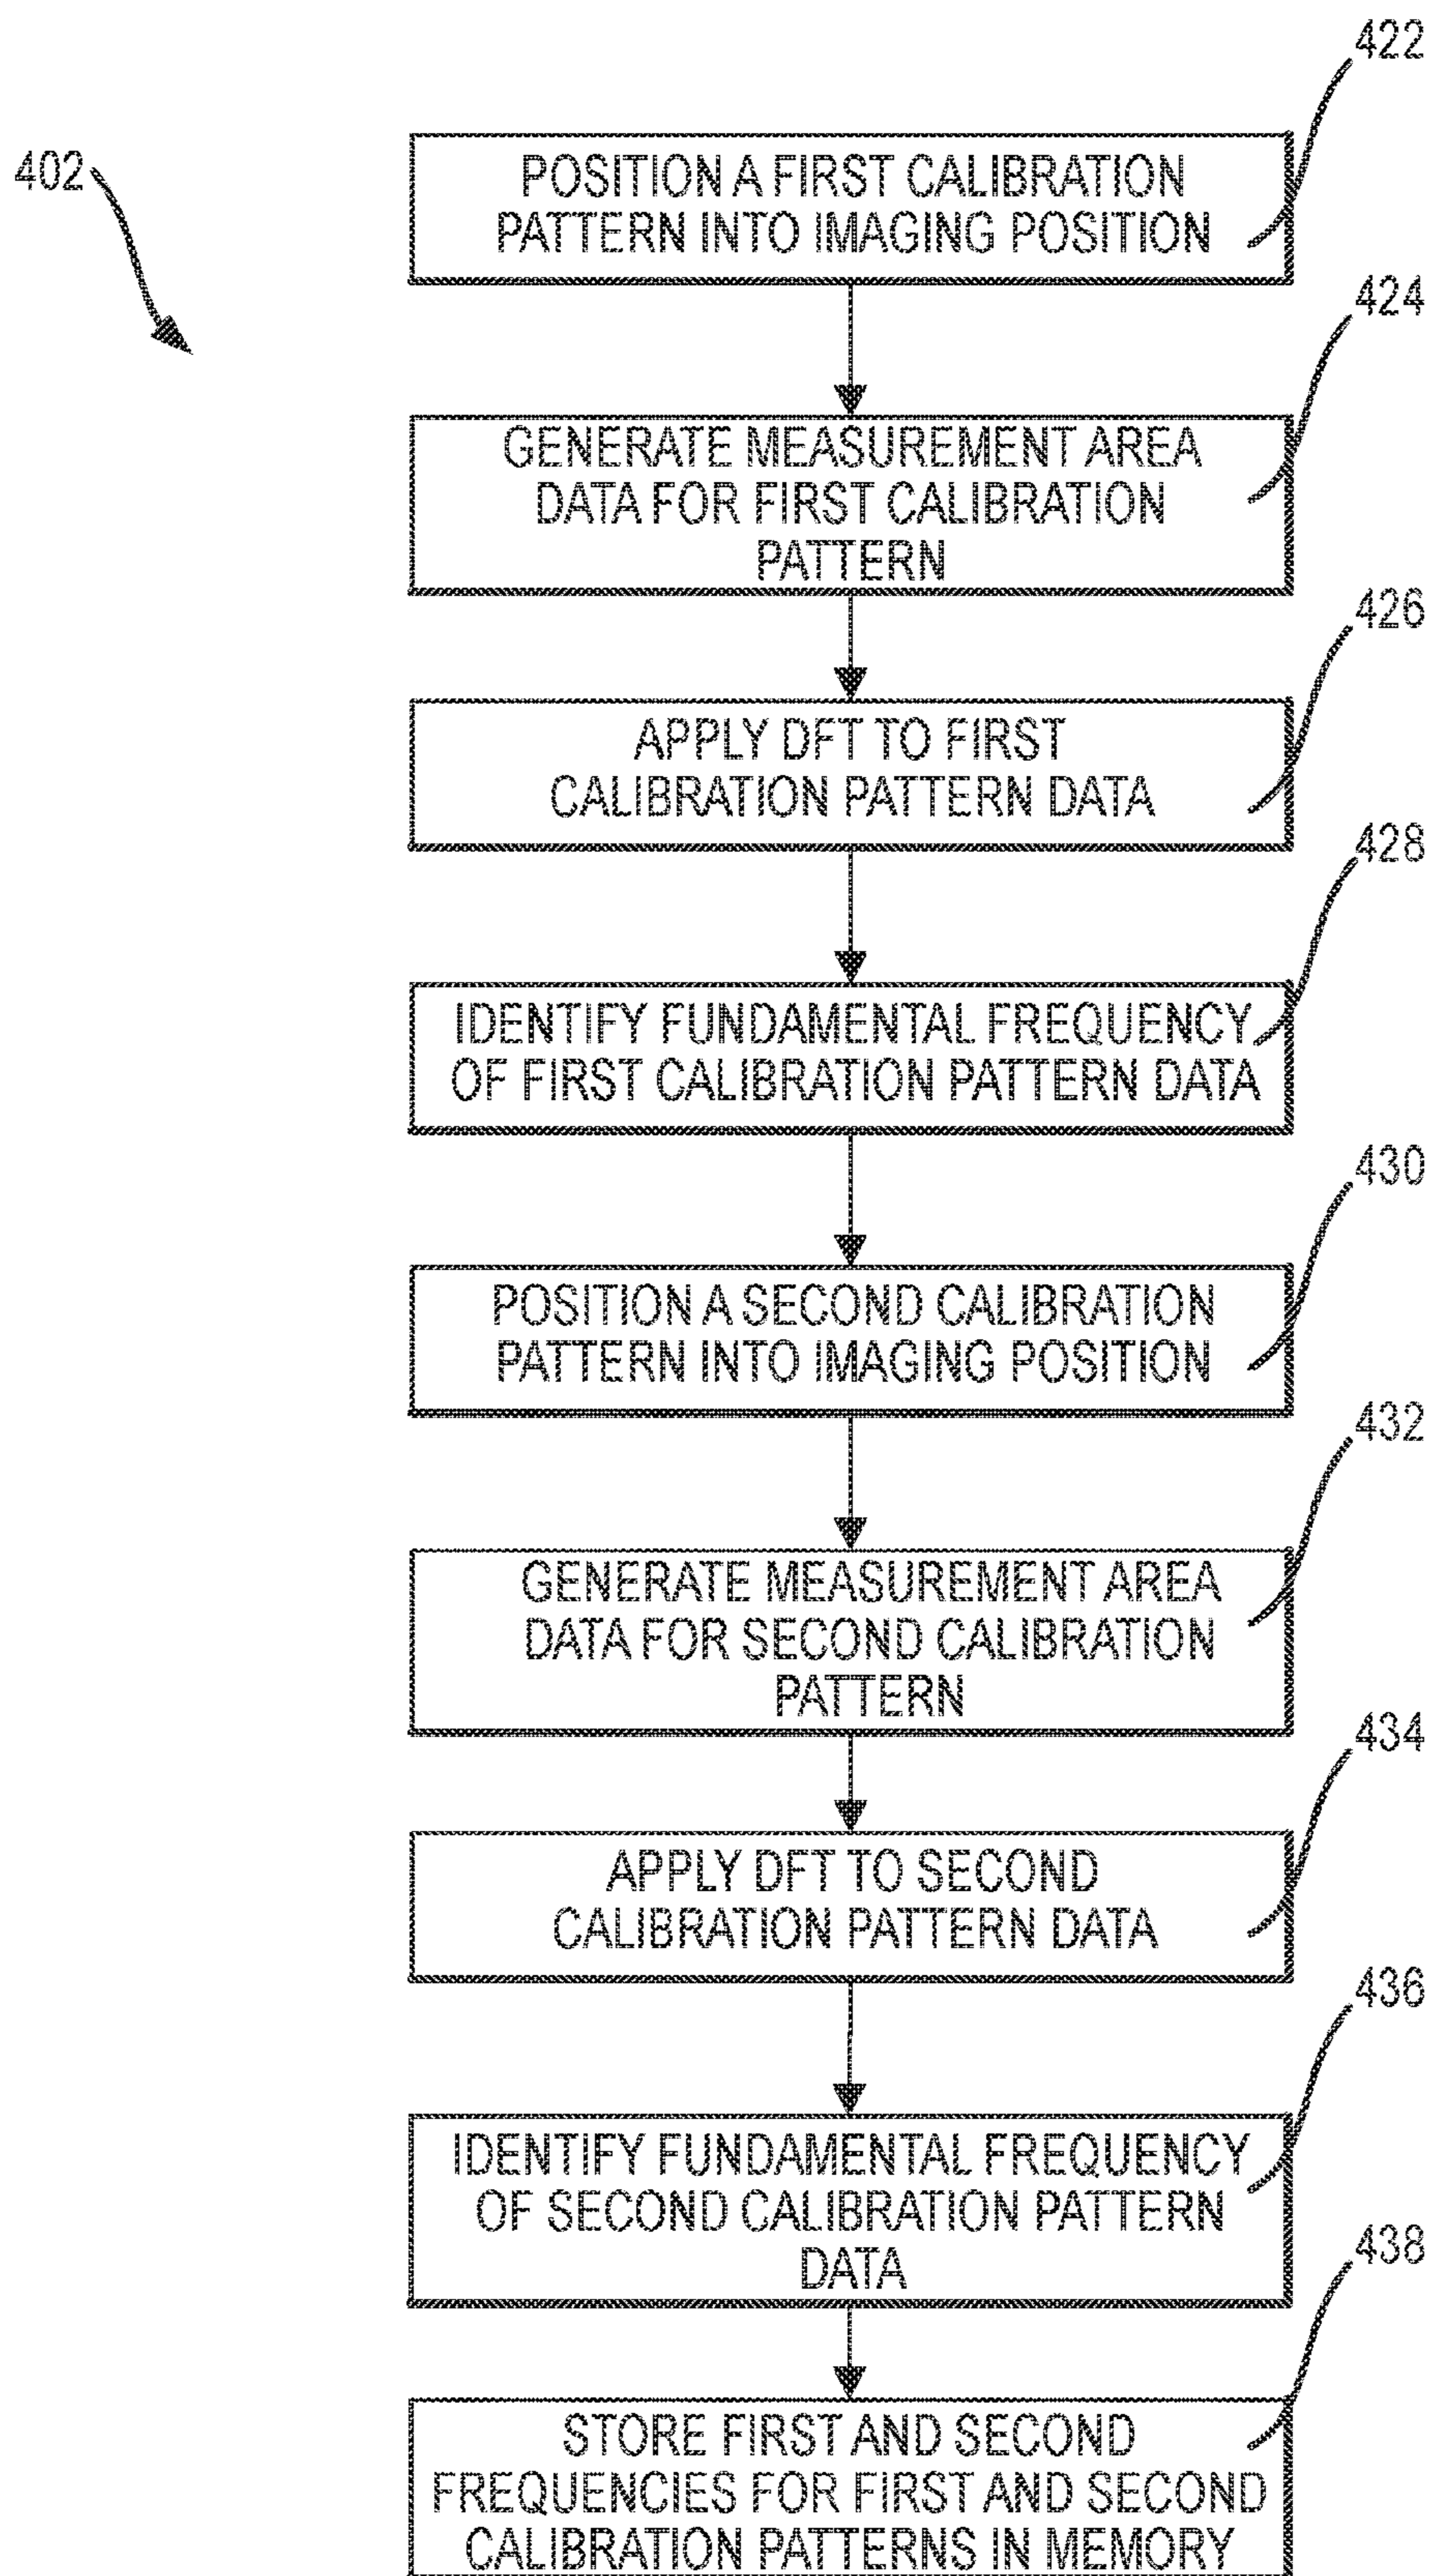 422
402
POSITION A FIRST CALIBRATION
PATTERN INTO IMAGING POSITION
424
GENERATE MEASUREMENT AREA
DATA FOR FIRST CALIBRATION
PATTERN
426
APPLY DFT TO FIRST
CALIBRATION PATTERN DATA
428
IDENTIFY FUNDAMENTAL FREQUENCY
OF FIRST CALIBRATION PATTERN DATA
430
POSITION A SECOND CALIBRATION
PATTERN INTO IMAGING POSITION
432
GENERATE MEASUREMENT AREA
DATA FOR SECOND CALIBRATION
PATTERN
434
APPLY DFT TO SECOND
CALIBRATION PATTERN DATA
436
IDENTIFY FUNDAMENTAL FREQUENCY
OF SECOND CALIBRATION PATTERN
DATA
438
STORE FIRST AND SECOND
FREQUENCIES FOR FIRST AND SECOND
CALIBRATION PATTERNS IN MEMORY